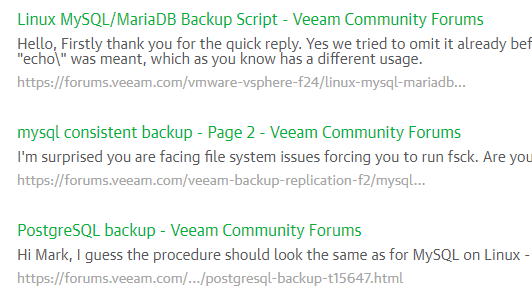 Linux MySQL/MariaDB Backup Script - Veeam Community Forums
Hello, Firstly thank you for the quick reply. Yes we tried to omit it already bef
"echo\" was meant, which as you know has a different usage.
https://forums.veeam.com/vmware-vsphere-f24/linux-mysql-mariadb...
mysql consistent backup - Page 2 - Veeam Community Forums
I'm surprised you are facing file system issues forcing you to run fsck. Are you
https://forums.veeam.com/veeam-backup-replication-f2/mysql...
PostgreSQL backup - Veeam Community Forums
Hi Mark, I guess the procedure should look the same as for MySQL on Linux -
https://forums.veeam.com/.../postgresql-backup-t15647.html